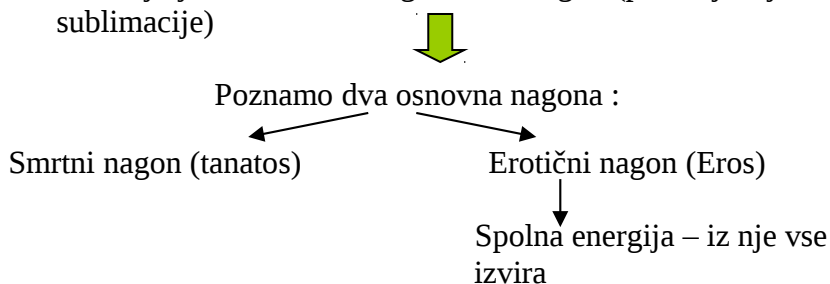 sublimacije)
Poznamo dva osnovna nagona :
Smrtni nagon (tanatos)
Erotični nagon (Eros)
Spolna energija – iz nje vse
izvira